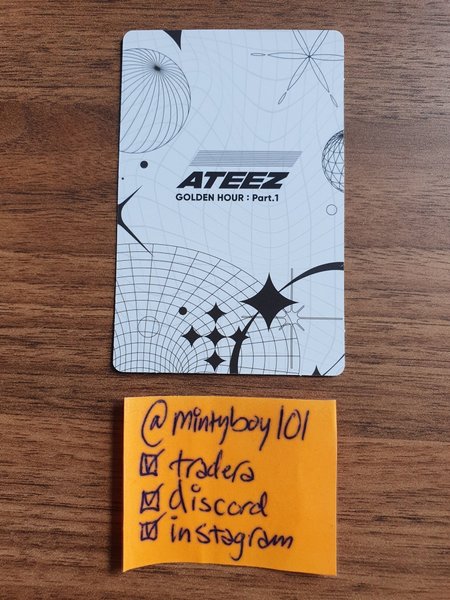 ATEEZ
GOLDEN HOUR : Part.1
@mintyboy101
☑ tradera
☑ discord
☑ instagram